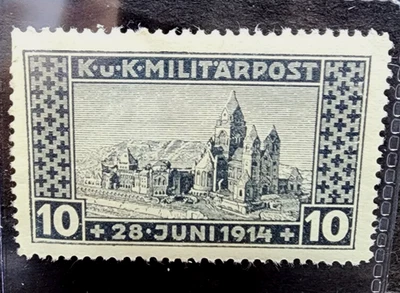 K.u.K.MILITÄRPOST
10 + 28·JUNI 1914 + 10